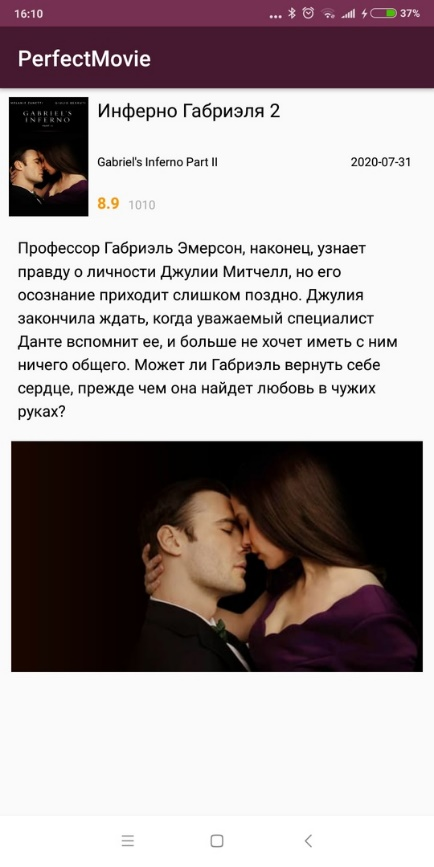 16:10
37%
PerfectMovie
GABRIEL'S
INFERNO
Инферно Габриэля 2
Gabriel's Inferno Part II 2020-07-31
8.9 1010
Профессор Габриэль Эмерсон, наконец, узнает
правду о личности Джулии Митчелл, но его
осознание приходит слишком поздно. Джулия
закончила ждать, когда уважаемый специалист
Данте вспомнит ее, и больше не хочет иметь с ним
ничего общего. Может ли Габриэль вернуть себе
сердце, прежде чем она найдет любовь в чужих
руках?